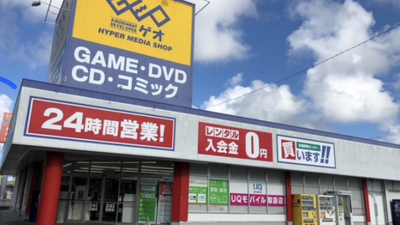 AMUSEMENT DEVELOPER
GEO
ゲオ
HYPER MEDIA SHOP
GAME・DVD
CD・コミック
24時間営業!
レンタル
入会金
0円
買
います!!
UQ
UQモバイル取扱店